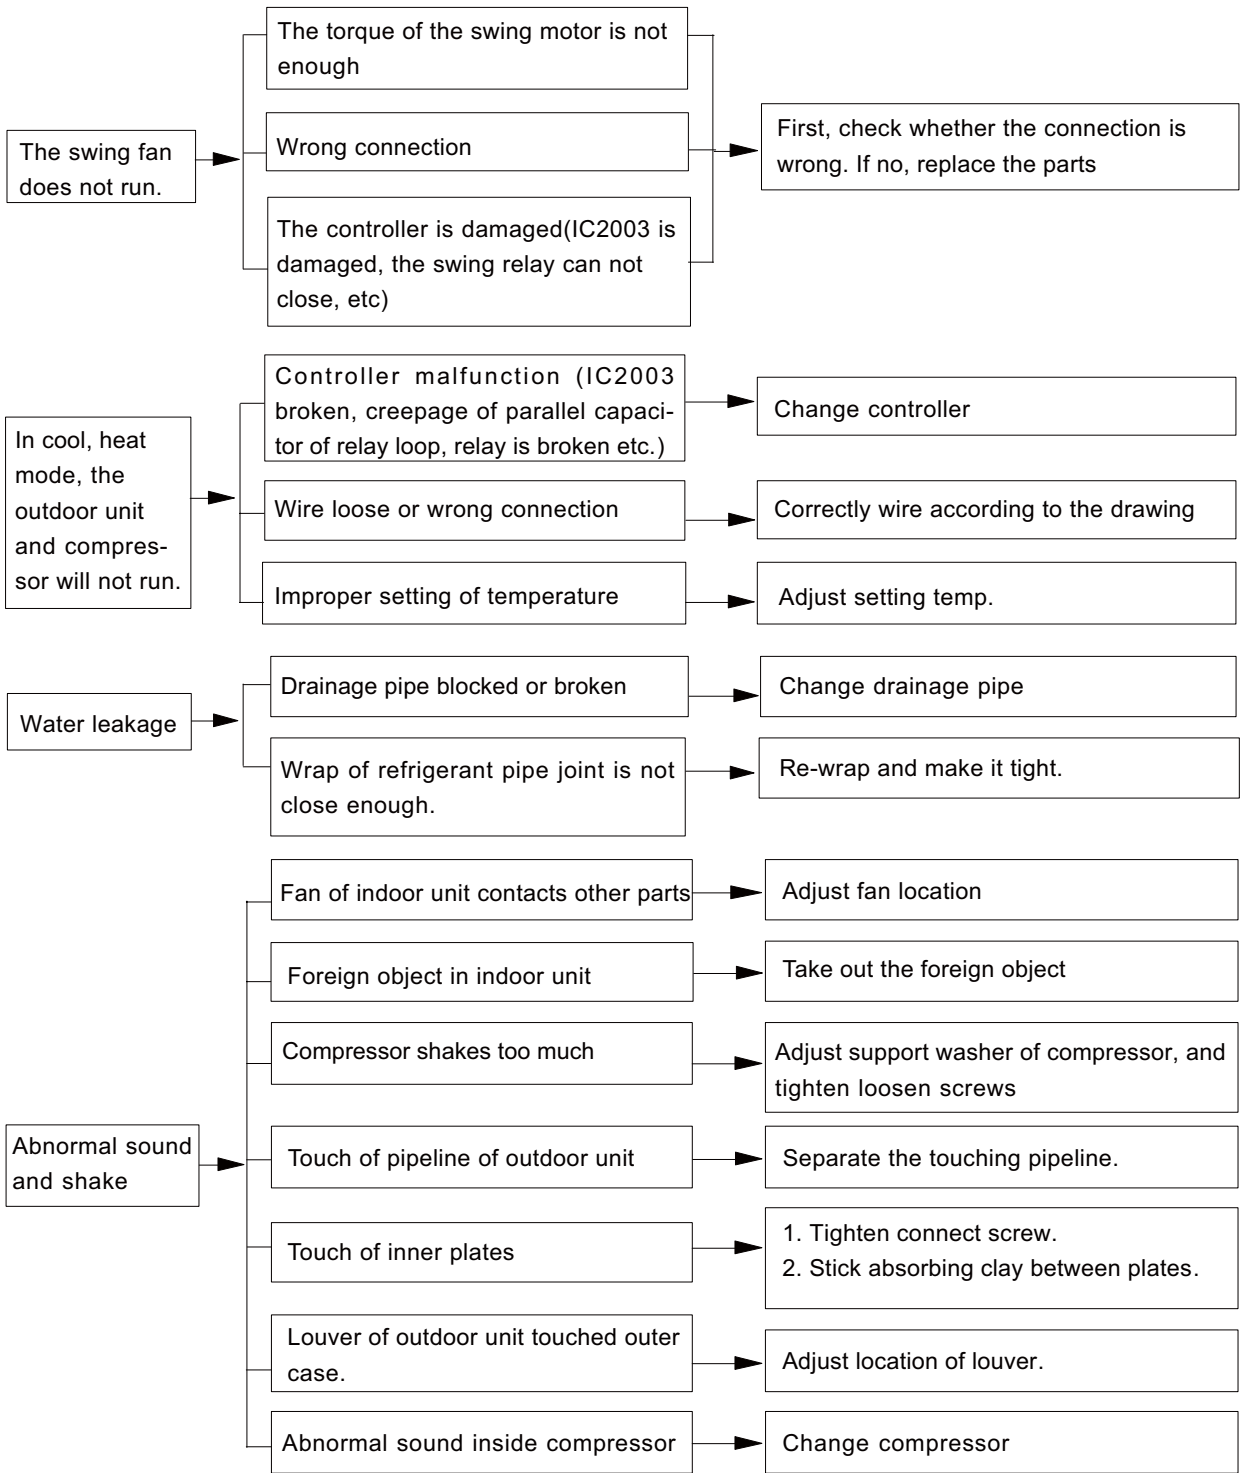 The torque of the swing motor is not
enough
The swing fan
does not run.
Wrong connection
First, check whether the connection is
wrong. If no, replace the parts
The controller is damaged(IC2003 is
damaged, the swing relay can not
close, etc)
In cool, heat
mode, the
outdoor unit
and compres-
sor will not run.
Controller malfunction (IC2003
broken, creepage of parallel capaci-
tor of relay loop, relay is broken etc.)
Change controller
Wire loose or wrong connection
Correctly wire according to the drawing
Improper setting of temperature
Adjust setting temp.
Water leakage
Drainage pipe blocked or broken
Change drainage pipe
Wrap of refrigerant pipe joint is not
close enough.
Re-wrap and make it tight.
Abnormal sound
and shake
Fan of indoor unit contacts other parts
Adjust fan location
Foreign object in indoor unit
Take out the foreign object
Compressor shakes too much
Adjust support washer of compressor, and
tighten loosen screws
Touch of pipeline of outdoor unit
Separate the touching pipeline.
Touch of inner plates
1. Tighten connect screw.
2. Stick absorbing clay between plates.
Louver of outdoor unit touched outer
case.
Adjust location of louver.
Abnormal sound inside compressor
Change compressor